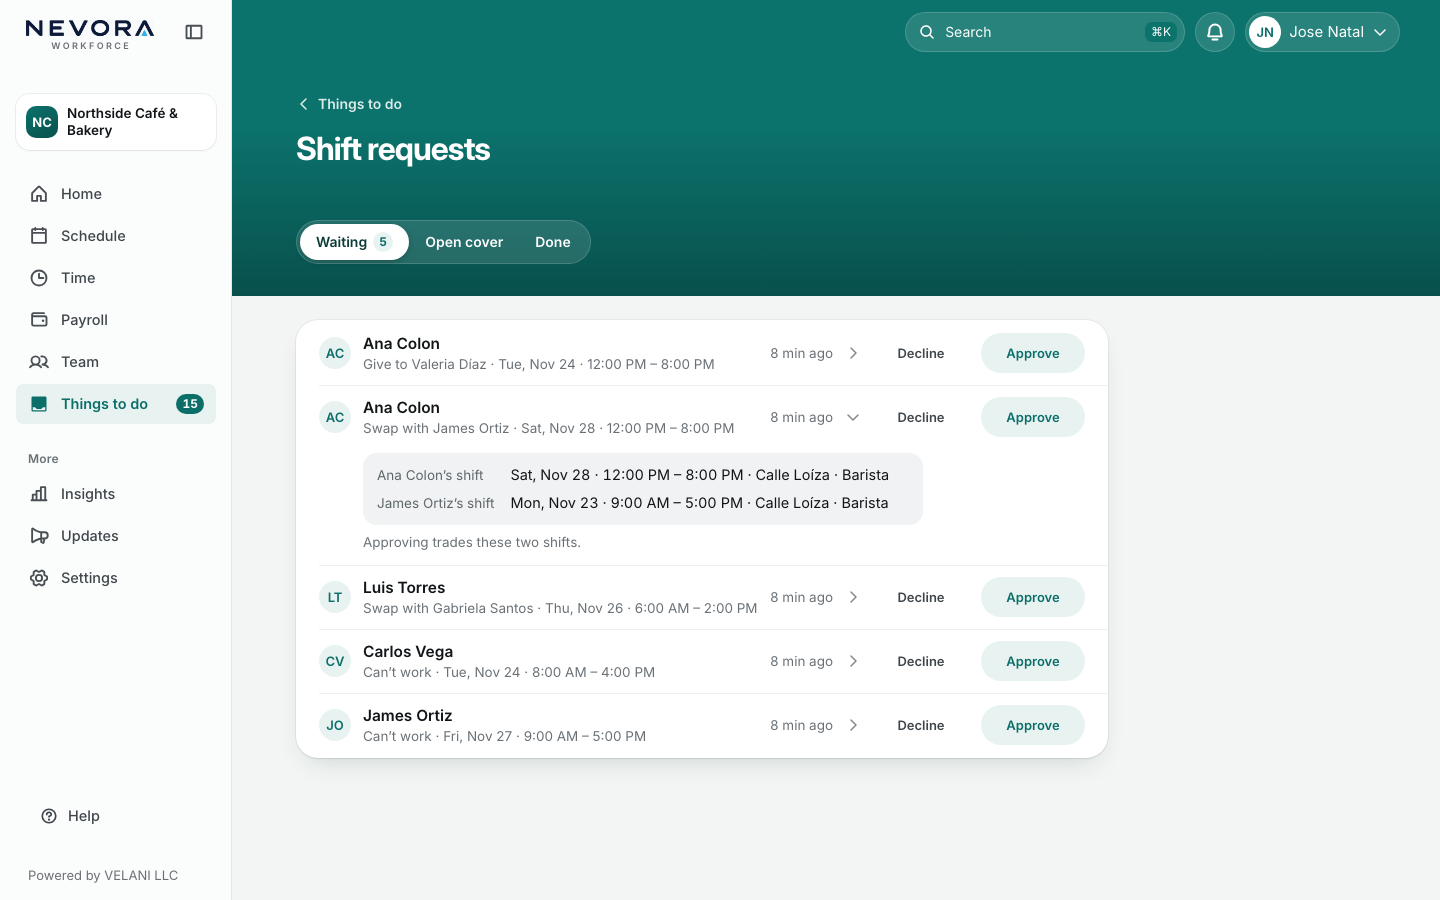 NEVORA
WORKFORCE
Search
⌘K
JN
Jose Natal
NC
Northside Café &
Bakery
Home
Schedule
Time
Payroll
Team
Things to do
15
More
Insights
Updates
Settings
Help
Powered by VELANI LLC
Things to do
Shift requests
Waiting 5
Open cover
Done
AC
Ana Colon
Give to Valeria Díaz · Tue, Nov 24 · 12:00 PM – 8:00 PM
8 min ago
Decline
Approve
AC
Ana Colon
Swap with James Ortiz · Sat, Nov 28 · 12:00 PM – 8:00 PM
8 min ago
Decline
Approve
Ana Colon’s shift Sat, Nov 28 · 12:00 PM – 8:00 PM · Calle Loíza · Barista
James Ortiz’s shift Mon, Nov 23 · 9:00 AM – 5:00 PM · Calle Loíza · Barista
Approving trades these two shifts.
LT
Luis Torres
Swap with Gabriela Santos · Thu, Nov 26 · 6:00 AM – 2:00 PM
8 min ago
Decline
Approve
CV
Carlos Vega
Can’t work · Tue, Nov 24 · 8:00 AM – 4:00 PM
8 min ago
Decline
Approve
JO
James Ortiz
Can’t work · Fri, Nov 27 · 9:00 AM – 5:00 PM
8 min ago
Decline
Approve